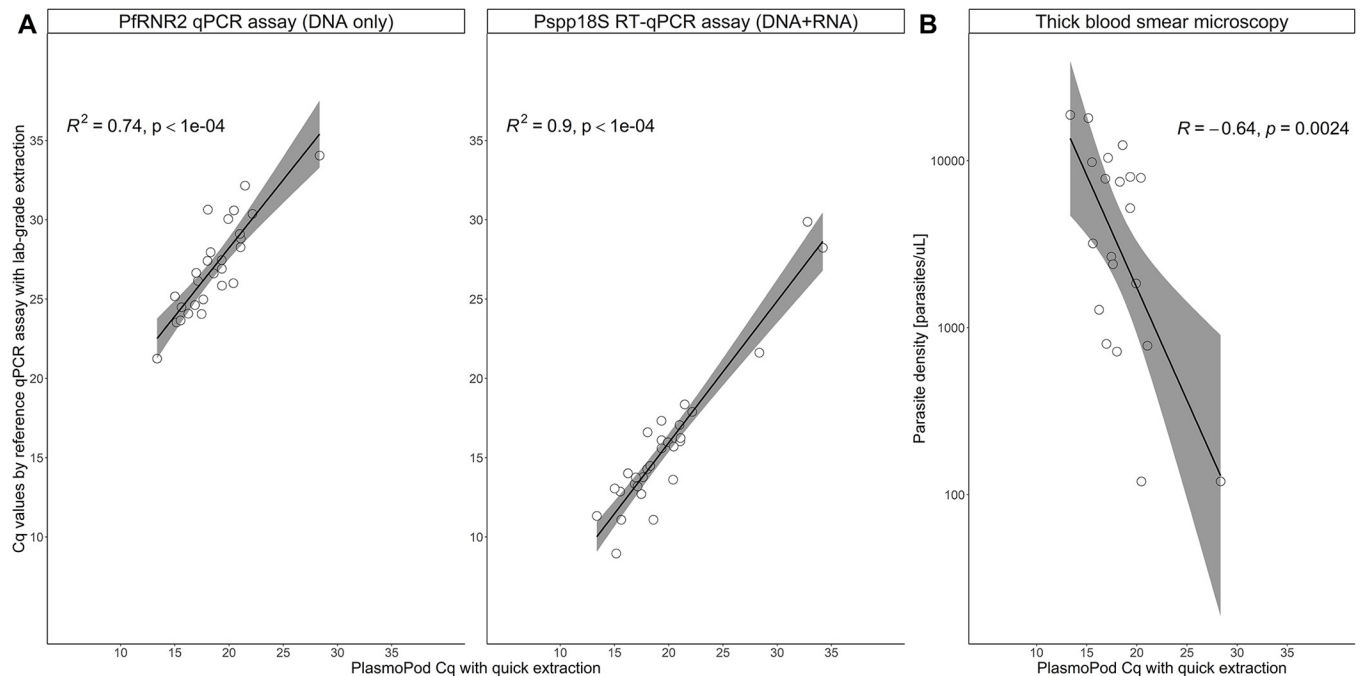 A
PfRNR2 qPCR assay (DNA only)
Pspp18S RT-qPCR assay (DNA+RNA)
B
Thick blood smear microscopy
R² = 0.74, p < 1e-04
R² = 0.9, p < 1e-04
R = −0.64, p = 0.0024
Cq values by reference qPCR assay with lab-grade extraction
35
30
25
20
15
10
35
30
25
20
15
10
Parasite density [parasites/uL]
10000
1000
100
10 15 20 25 30 35
10 15 20 25 30 35
10 15 20 25 30 35
PlasmoPod Cq with quick extraction
PlasmoPod Cq with quick extraction